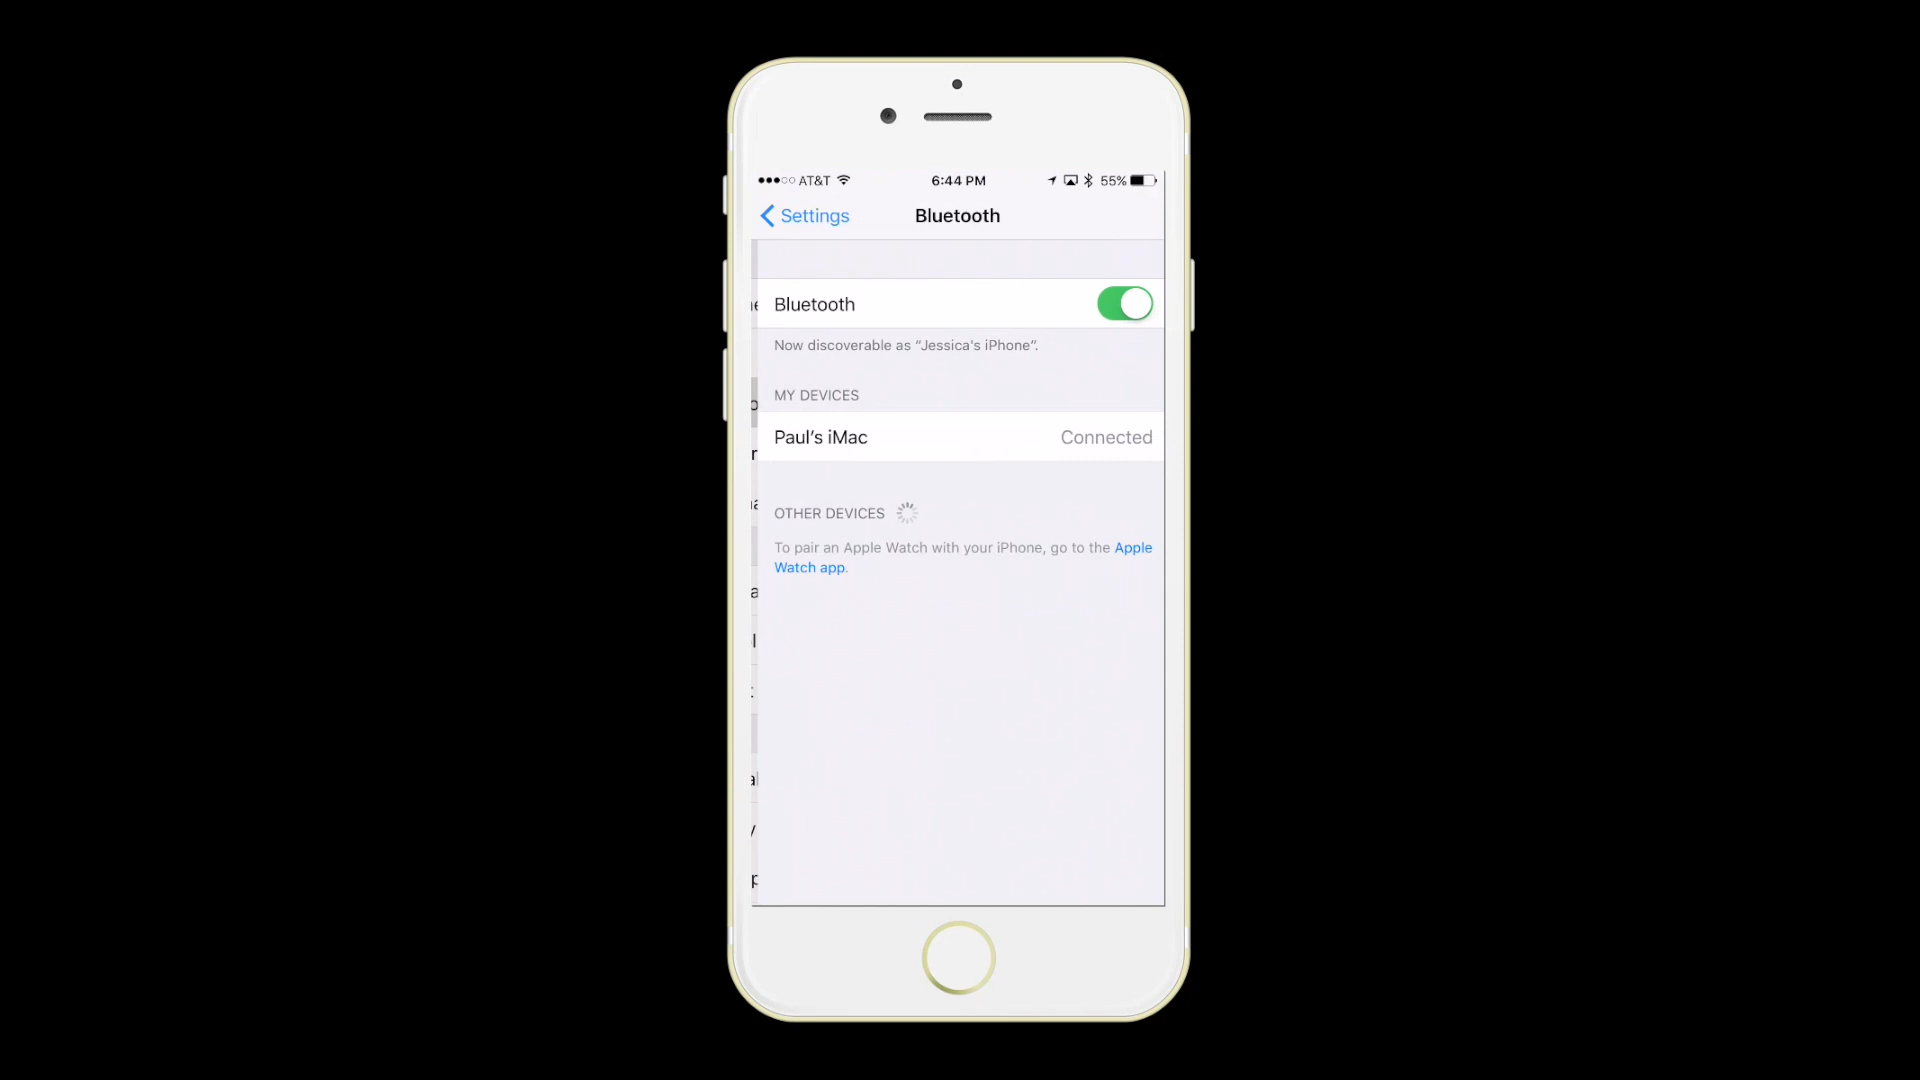 AT&T 6:44 PM 55%
Settings Bluetooth
Bluetooth
Now discoverable as “Jessica's iPhone”.
MY DEVICES
Paul’s iMac Connected
OTHER DEVICES
To pair an Apple Watch with your iPhone, go to the Apple
Watch app.